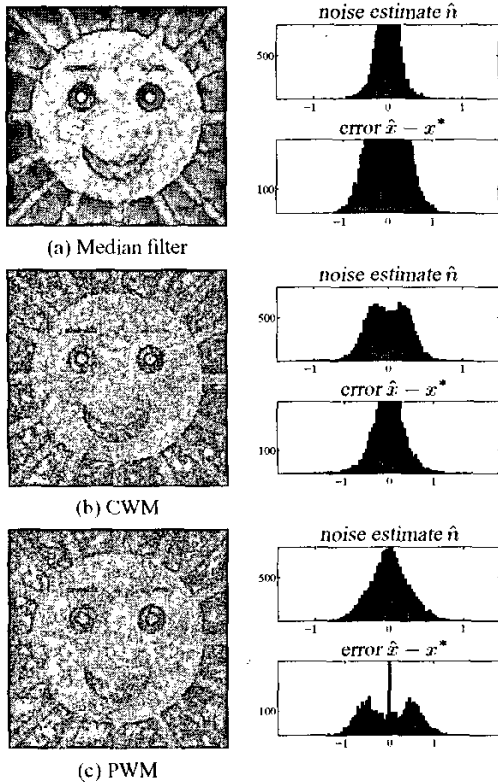 noise estimate n̂
500
-1 0 1
error x̂ − x*
100
-1 0 1
(a) Median filter
noise estimate n̂
500
-1 0 1
error x̂ − x*
100
-1 0 1
(b) CWM
noise estimate n̂
500
-1 0 1
error x̂ − x*
100
-1 0 1
(c) PWM